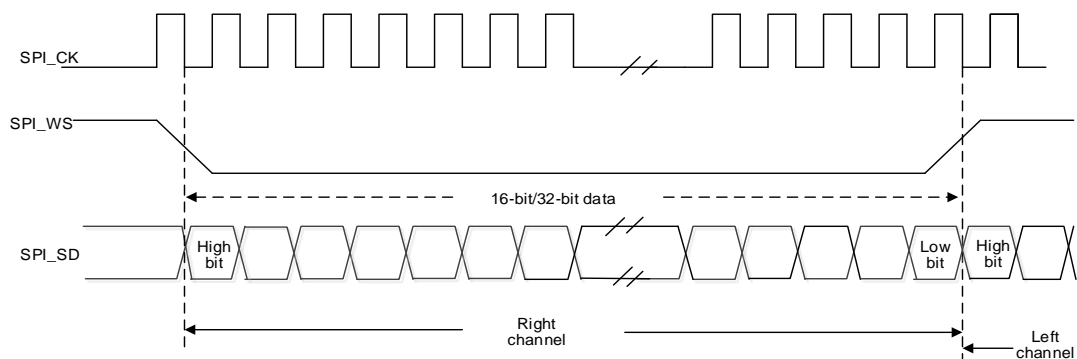 SPI_CK
SPI_WS
16-bit/32-bit data
SPI_SD
High
bit
Low
bit
High
bit
Right
channel
Left
channel